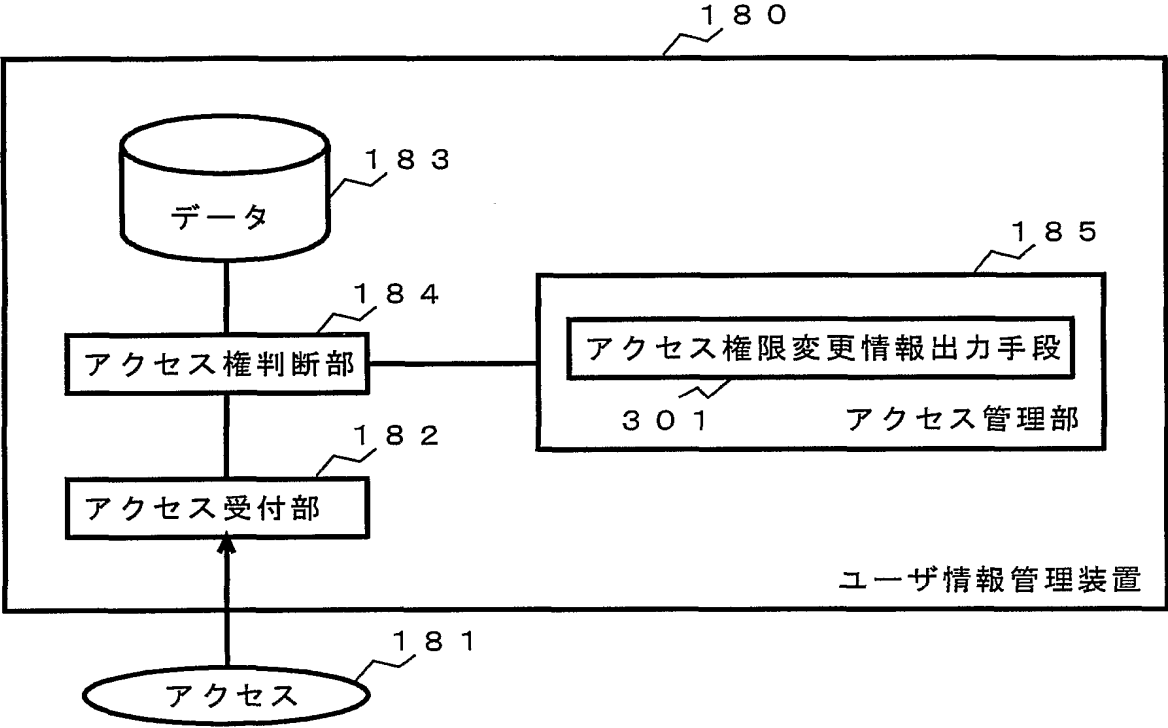 １８０
１８３
データ
１８５
１８４
アクセス権限変更情報出力手段
アクセス権判断部
３０１
アクセス管理部
１８２
アクセス受付部
ユーザ情報管理装置
１８１
アクセス